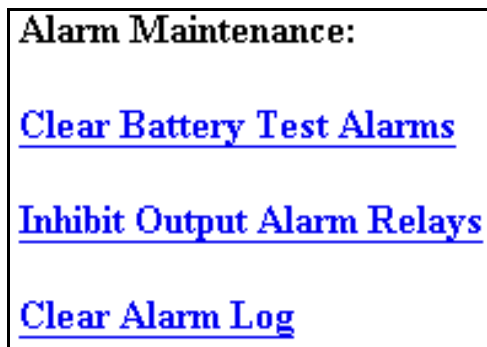 Alarm Maintenance:
Clear Battery Test Alarms
Inhibit Output Alarm Relays
Clear Alarm Log